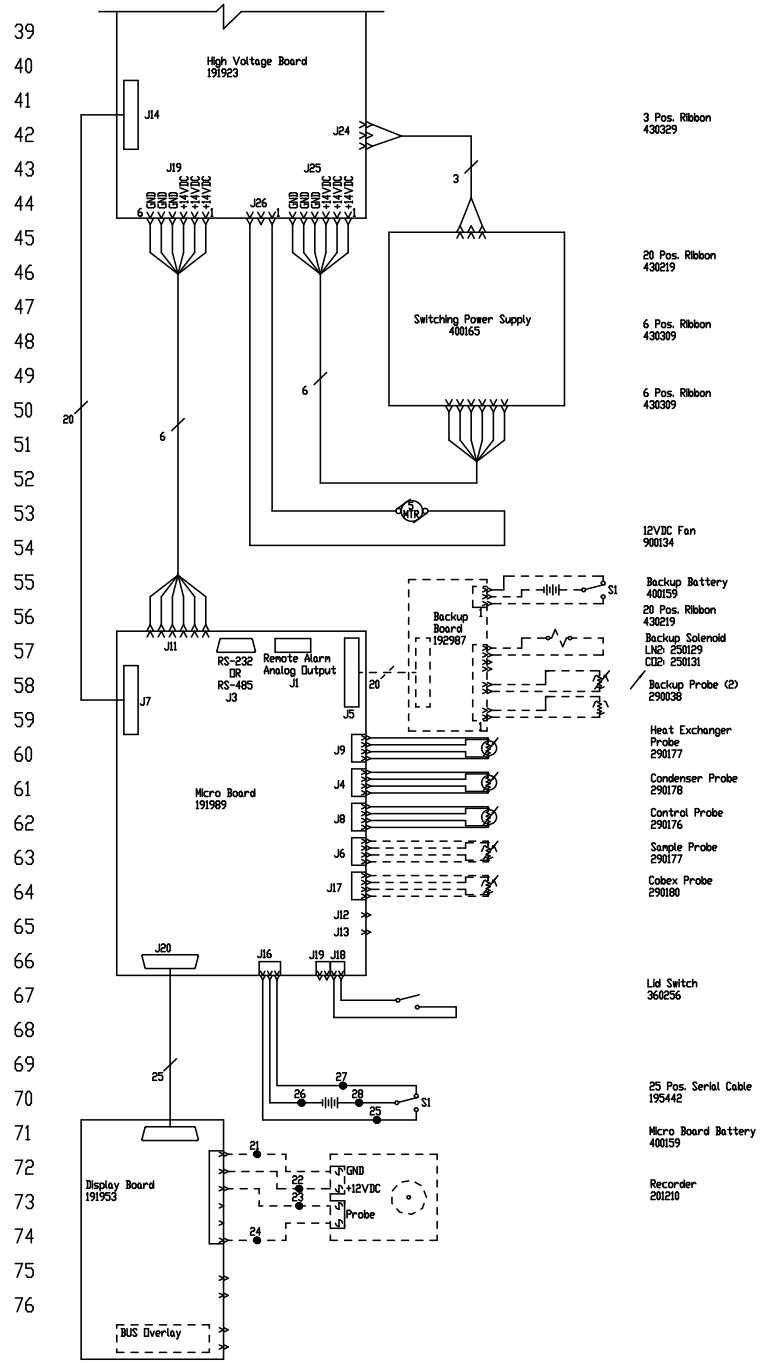 39
40
High Voltage Board
191923
41
J14
J24
3 Pos. Ribbon
430329
42
43
J19
J25
3
44
GND
GND
GND
+14VDC
+14VDC
+14VDC
J26
GND
GND
GND
+14VDC
+14VDC
+14VDC
6
1
1
1
45
20 Pos. Ribbon
430219
46
47
Switching Power Supply
400165
6 Pos. Ribbon
430309
48
49
6
6 Pos. Ribbon
430309
50
20
6
51
52
53
5
MTR
12VDC Fan
900134
54
55
S1
Backup Battery
400159
1
56
Backup
Board
192987
20 Pos. Ribbon
430219
57
J11
RS-232
OR
RS-485
J3
Remote Alarm
Analog Output
J1
Backup Solenoid
LN2: 250129
CO2: 250131
58
20
J7
J5
Backup Probe (2)
290038
59
1
60
J9
Heat Exchanger
Probe
290177
61
Micro Board
191989
J4
Condenser Probe
290178
62
J8
Control Probe
290176
63
J6
Sample Probe
290177
64
J17
Cobex Probe
290180
65
J12
J13
66
J20
J16
J19
J18
67
Lid Switch
360256
68
69
25
27
70
26
28
S1
25 Pos. Serial Cable
195442
25
71
Micro Board Battery
400159
21
72
Display Board
191953
GND
22
+12VDC
Recorder
201210
73
23
Probe
74
24
75
76
BUS Overlay